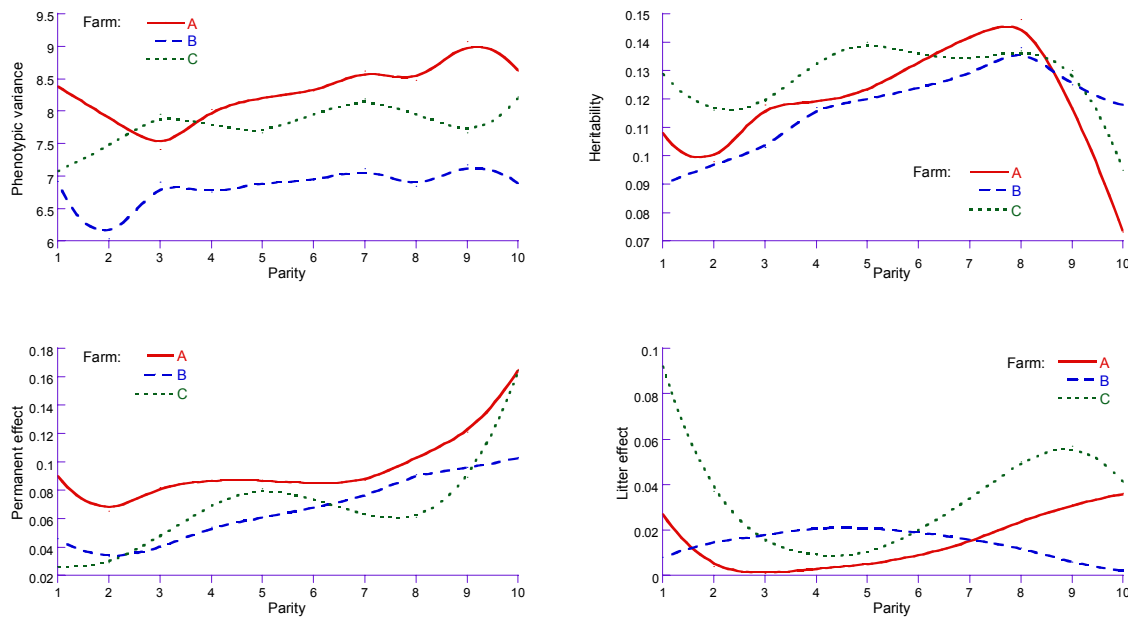 Phenotypic variance
9.5
9
8.5
8
7.5
7
6.5
6
Farm:
A
B
C
1 2 3 4 5 6 7 8 9 10
Parity
Heritability
0.15
0.14
0.13
0.12
0.11
0.1
0.09
0.08
0.07
Farm:
A
B
C
1 2 3 4 5 6 7 8 9 10
Parity
Permanent effect
0.18
0.16
0.14
0.12
0.1
0.08
0.06
0.04
0.02
Farm:
A
B
C
1 2 3 4 5 6 7 8 9 10
Parity
Litter effect
0.1
0.08
0.06
0.04
0.02
0
Farm:
A
B
C
1 2 3 4 5 6 7 8 9 10
Parity